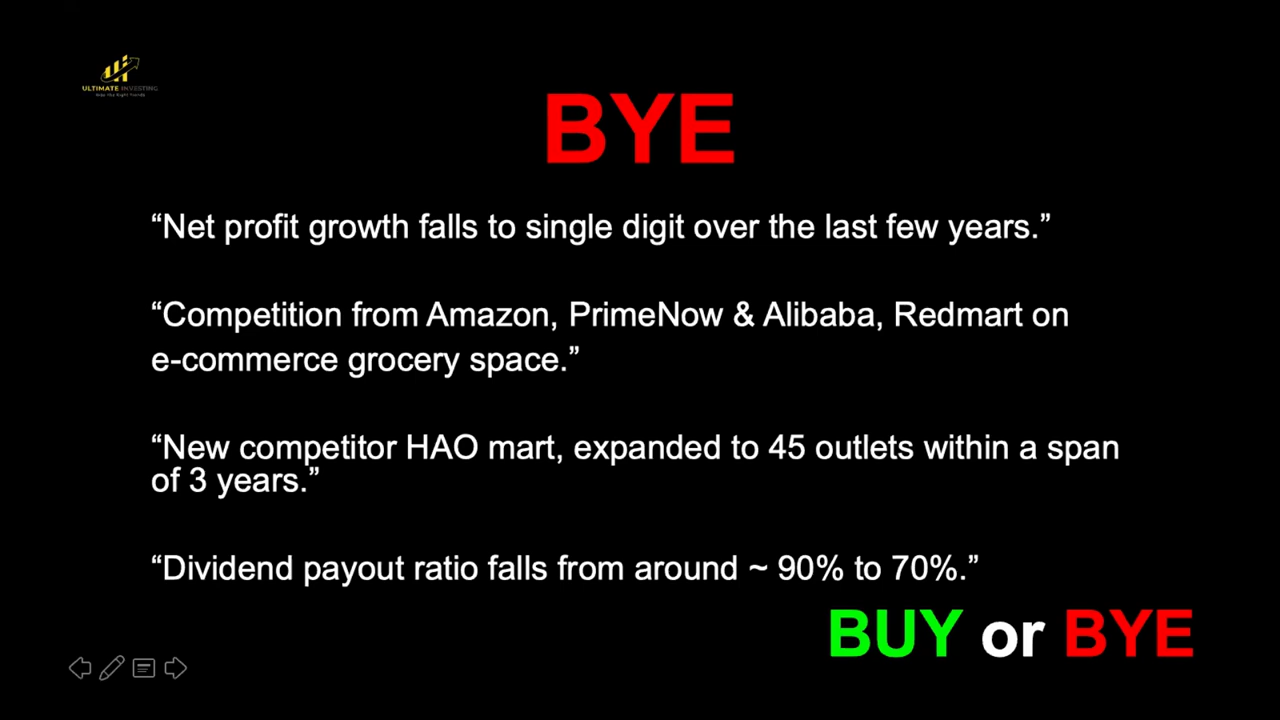 ULTIMATE INVESTING
BYE
“Net profit growth falls to single digit over the last few years.”
“Competition from Amazon, PrimeNow & Alibaba, Redmart on
e-commerce grocery space.”
“New competitor HAO mart, expanded to 45 outlets within a span
of 3 years.”
“Dividend payout ratio falls from around ~ 90% to 70%.”
BUY or BYE